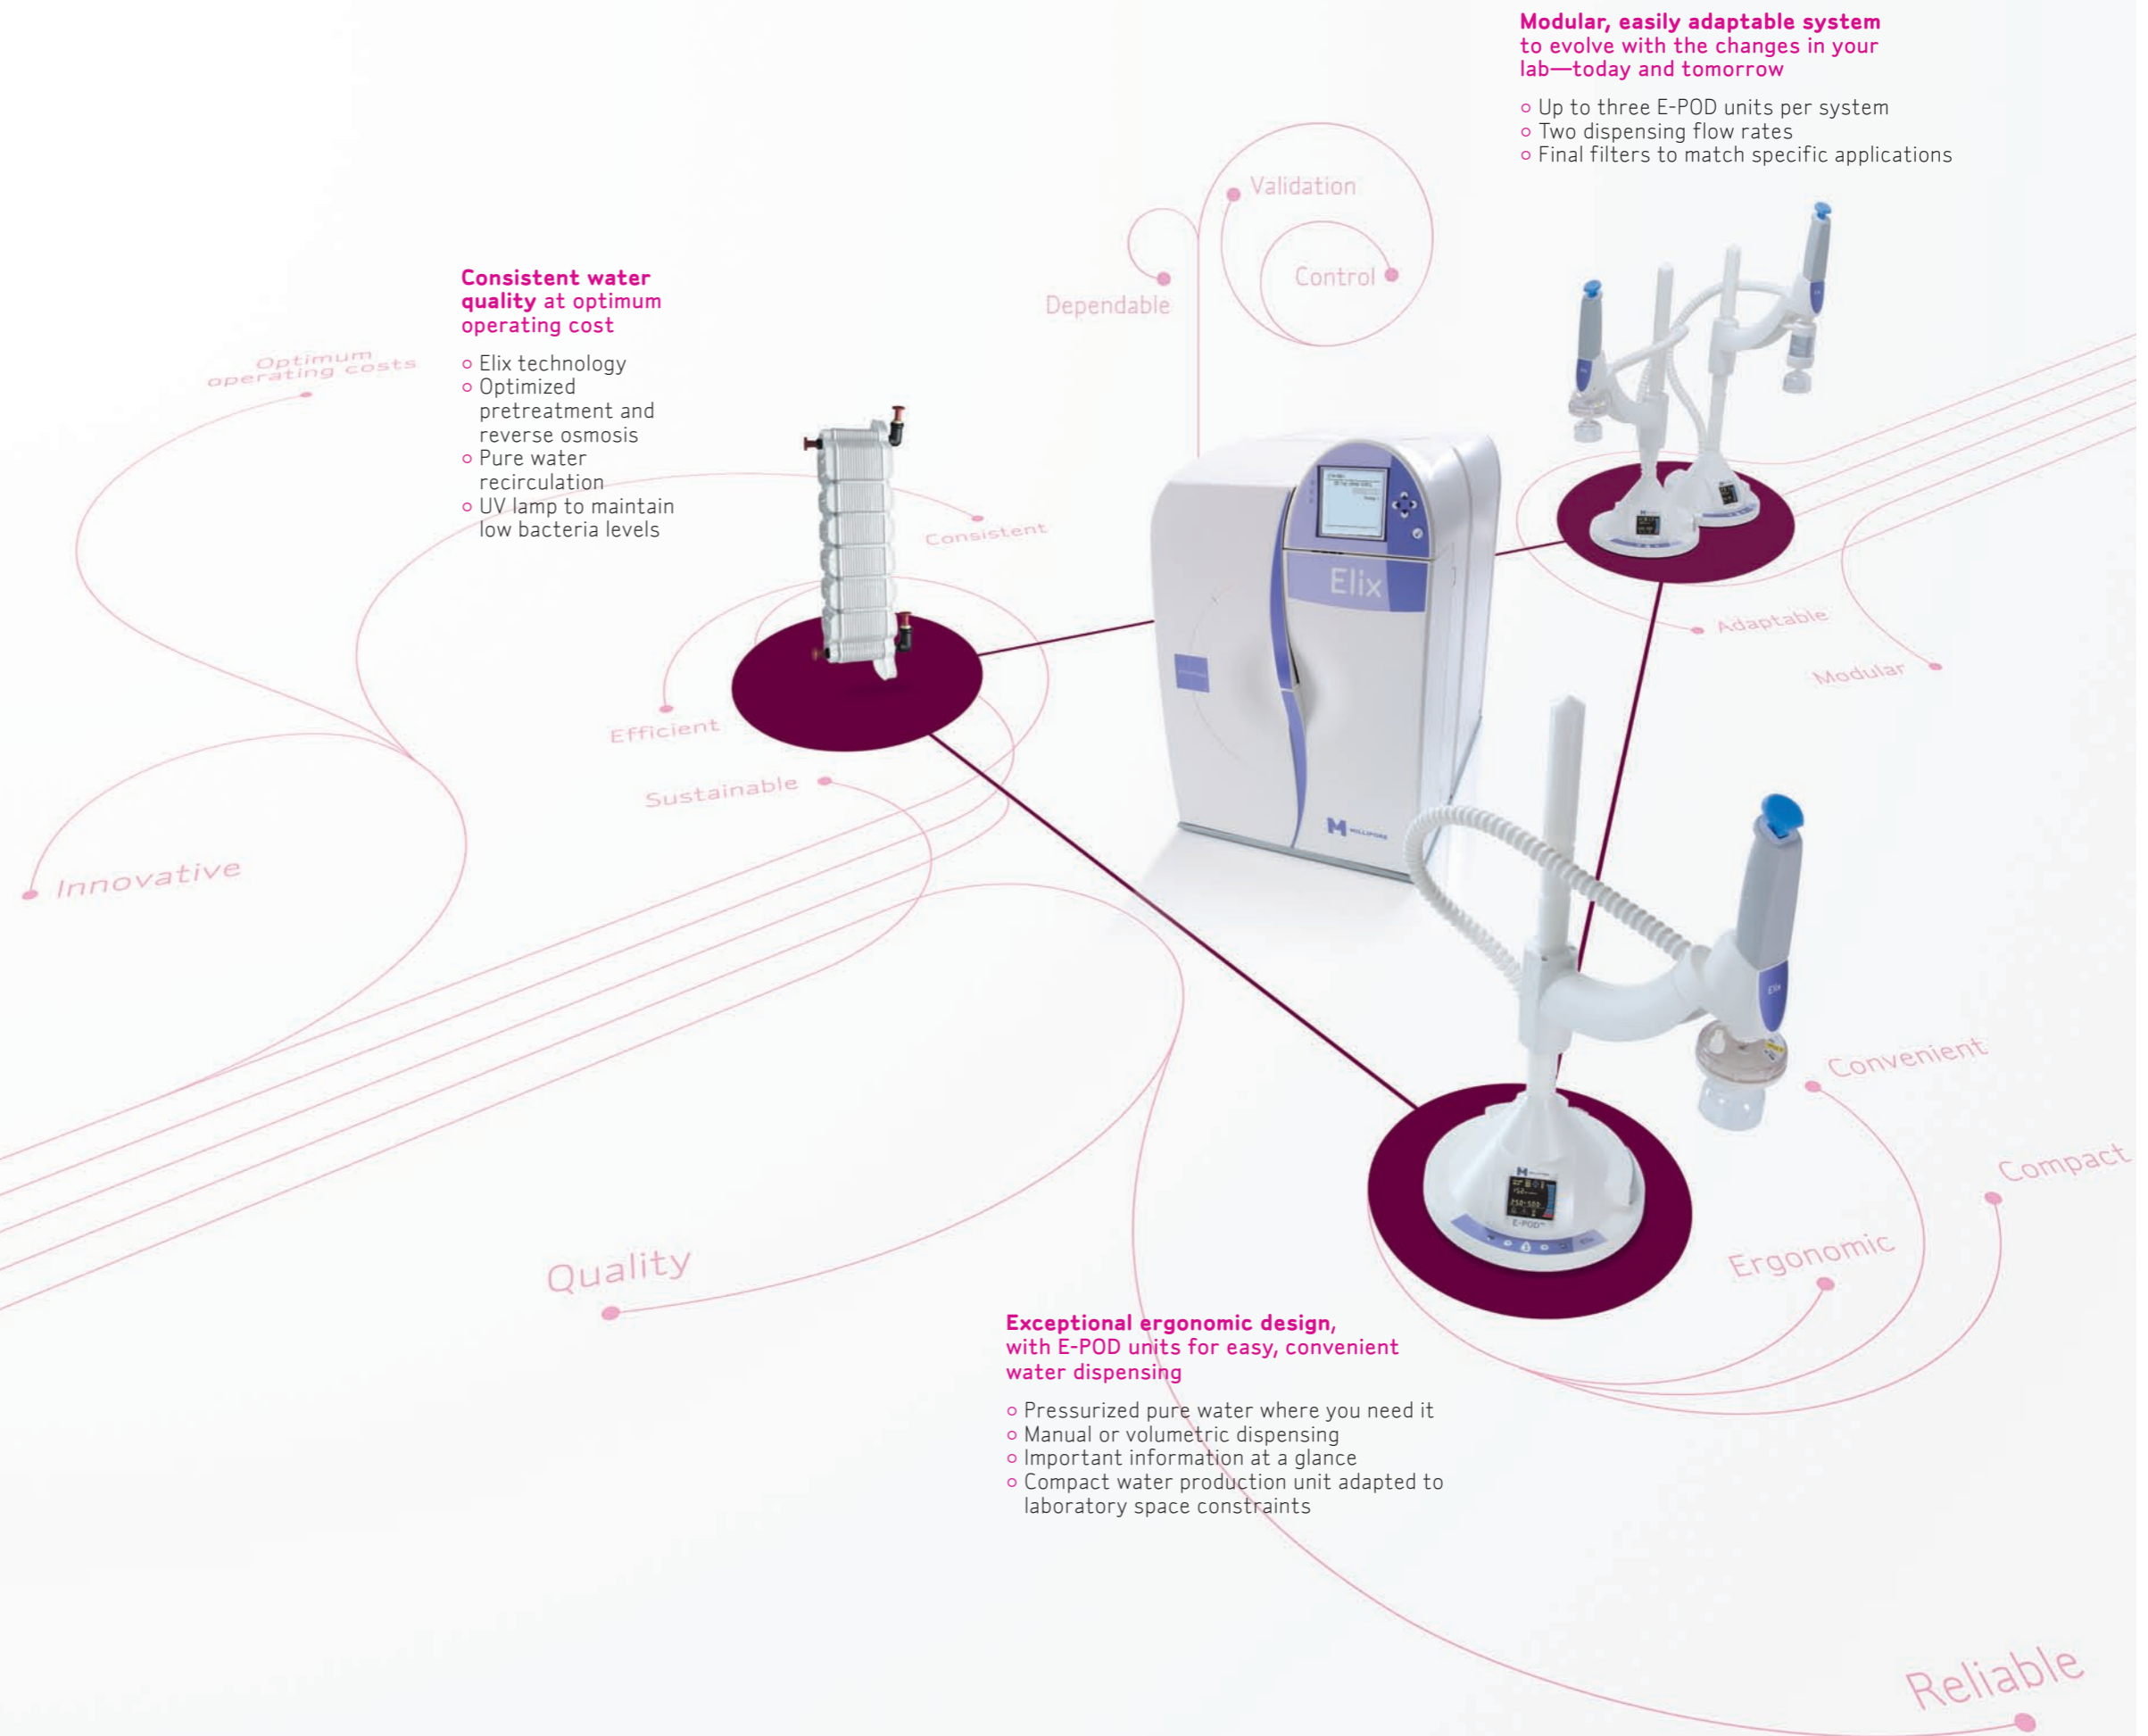 Modular, easily adaptable system
to evolve with the changes in your
lab—today and tomorrow
○ Up to three E-POD units per system
○ Two dispensing flow rates
○ Final filters to match specific applications
Validation
Control
Dependable
Consistent water
quality at optimum
operating cost
○ Elix technology
○ Optimized
pretreatment and
reverse osmosis
○ Pure water
recirculation
○ UV lamp to maintain
low bacteria levels
Optimum
operating costs
Consistent
Elix
Adaptable
Modular
Efficient
Sustainable
MILLIPORE
Innovative
Elix
Convenient
Compact
E-POD™
Ergonomic
Quality
Exceptional ergonomic design,
with E-POD units for easy, convenient
water dispensing
○ Pressurized pure water where you need it
○ Manual or volumetric dispensing
○ Important information at a glance
○ Compact water production unit adapted to
laboratory space constraints
Reliable